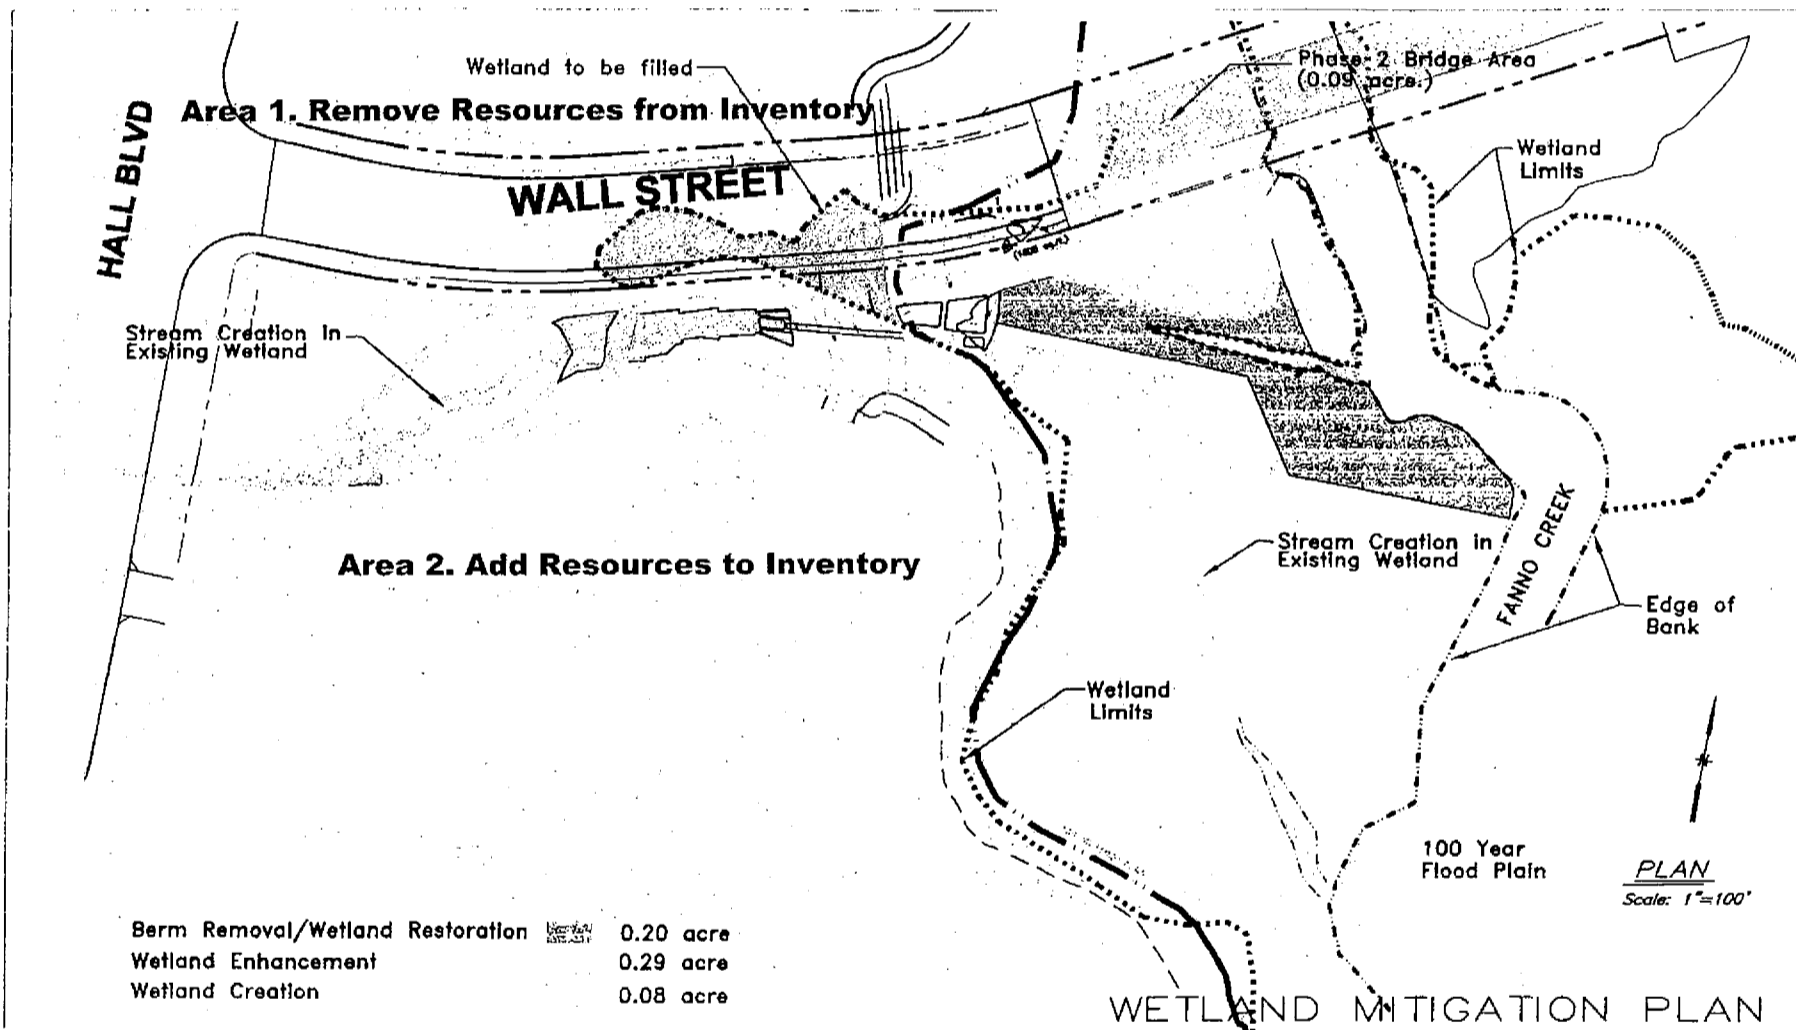 Wetland to be filled
Phase 2 Bridge Area
(0.09 acre.)
Area 1. Remove Resources from Inventory
HALL BLVD
WALL STREET
Wetland
Limits
Stream Creation In
Existing Wetland
Area 2. Add Resources to Inventory
Stream Creation in
Existing Wetland
FANNO CREEK
Edge of
Bank
Wetland
Limits
100 Year
Flood Plain
PLAN
Scale: 1"=100'
Berm Removal/Wetland Restoration 0.20 acre
Wetland Enhancement 0.29 acre
Wetland Creation 0.08 acre
WETLAND MITIGATION PLAN